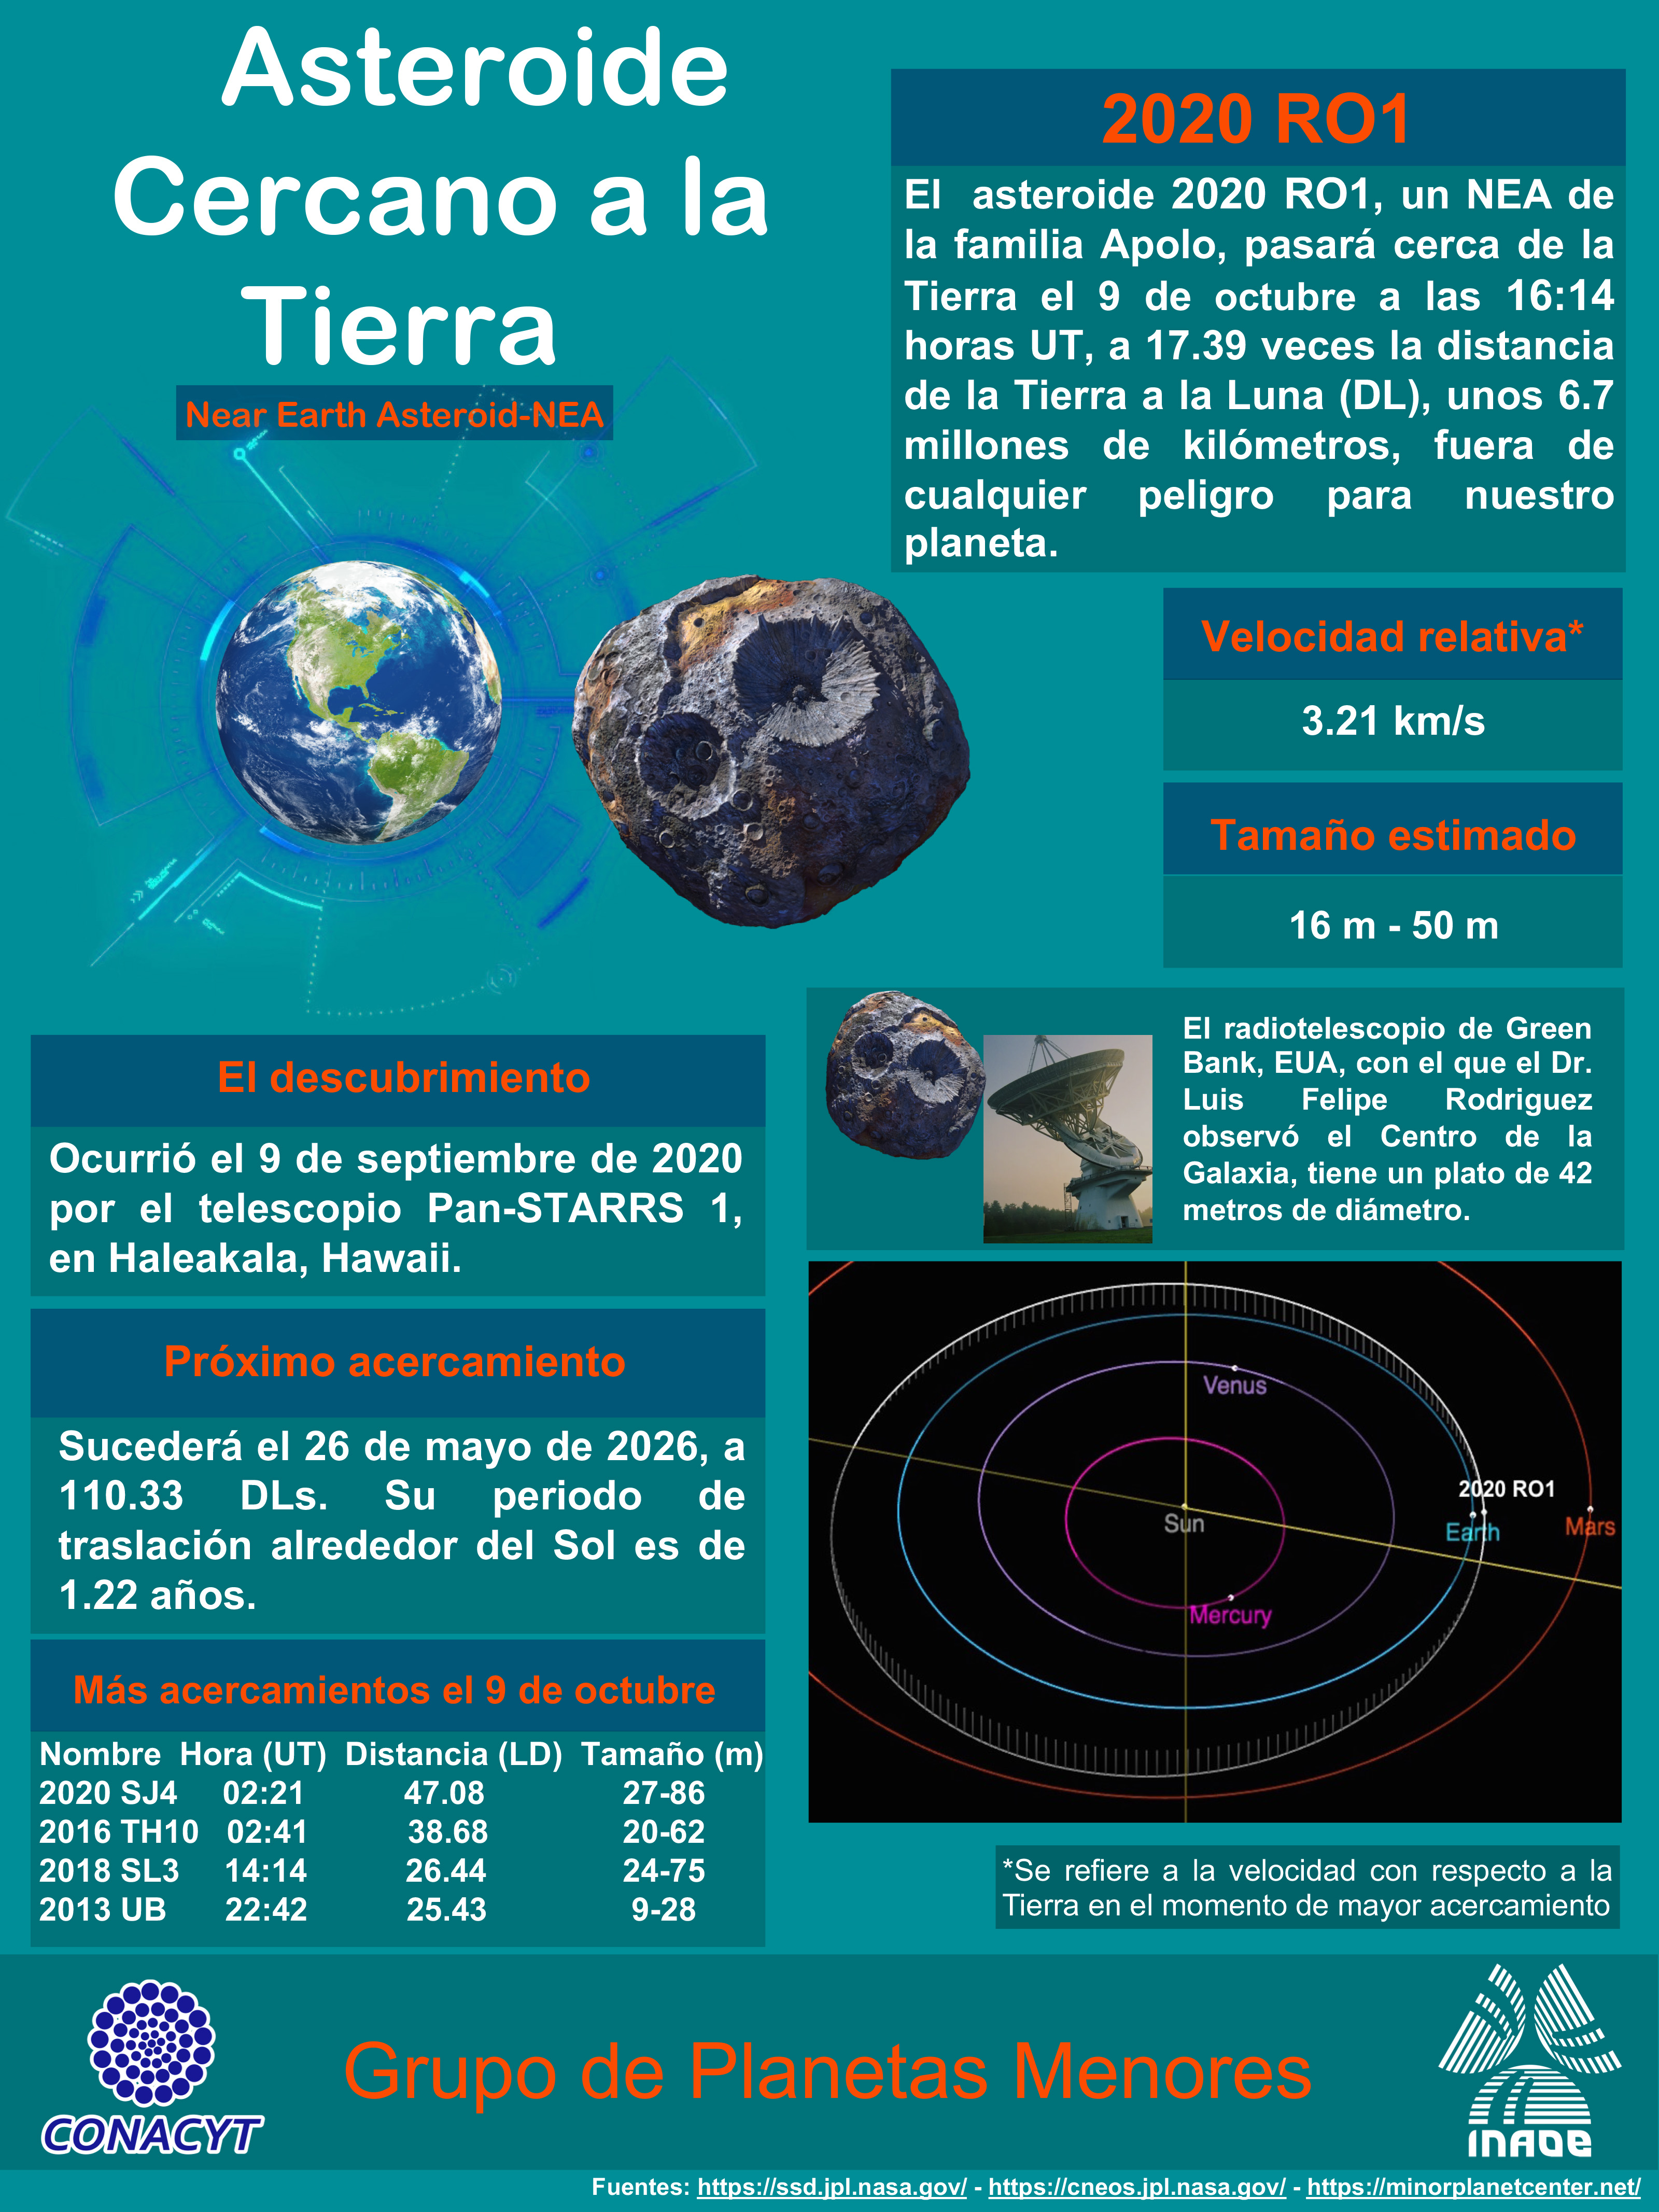 Asteroide
Cercano a la
Tierra
Near Earth Asteroid-NEA
2020 RO1
El asteroide 2020 RO1, un NEA de
la familia Apolo, pasará cerca de la
Tierra el 9 de octubre a las 16:14
horas UT, a 17.39 veces la distancia
de la Tierra a la Luna (DL), unos 6.7
millones de kilómetros, fuera de
cualquier peligro para nuestro
planeta.
Velocidad relativa*
3.21 km/s
Tamaño estimado
16 m - 50 m
El radiotelescopio de Green
Bank, EUA, con el que el Dr.
Luis Felipe Rodriguez
observó el Centro de la
Galaxia, tiene un plato de 42
metros de diámetro.
El descubrimiento
Ocurrió el 9 de septiembre de 2020
por el telescopio Pan-STARRS 1,
en Haleakala, Hawaii.
Próximo acercamiento
Sucederá el 26 de mayo de 2026, a
110.33 DLs. Su periodo de
traslación alrededor del Sol es de
1.22 años.
Más acercamientos el 9 de octubre
Nombre Hora (UT) Distancia (LD) Tamaño (m)
2020 SJ4 02:21 47.08 27-86
2016 TH10 02:41 38.68 20-62
2018 SL3 14:14 26.44 24-75
2013 UB 22:42 25.43 9-28
Venus
2020 RO1
Sun
Earth
Mars
Mercury
*Se refiere a la velocidad con respecto a la
Tierra en el momento de mayor acercamiento
CONACYT
Grupo de Planetas Menores
INAOE
Fuentes: https://ssd.jpl.nasa.gov/ - https://cneos.jpl.nasa.gov/ - https://minorplanetcenter.net/